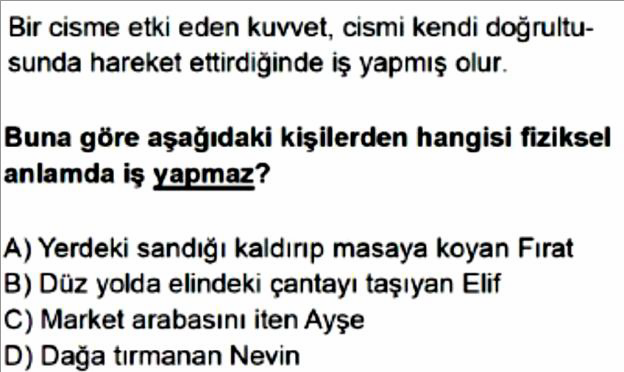 Bir cisme etki eden kuvvet, cismi kendi doğrultu-
sunda hareket ettirdiğinde iş yapmış olur.
Buna göre aşağıdaki kişilerden hangisi fiziksel
anlamda iş yapmaz?
A) Yerdeki sandığı kaldırıp masaya koyan Fırat
B) Düz yolda elindeki çantayı taşıyan Elif
C) Market arabasını iten Ayşe
D) Dağa tırmanan Nevin